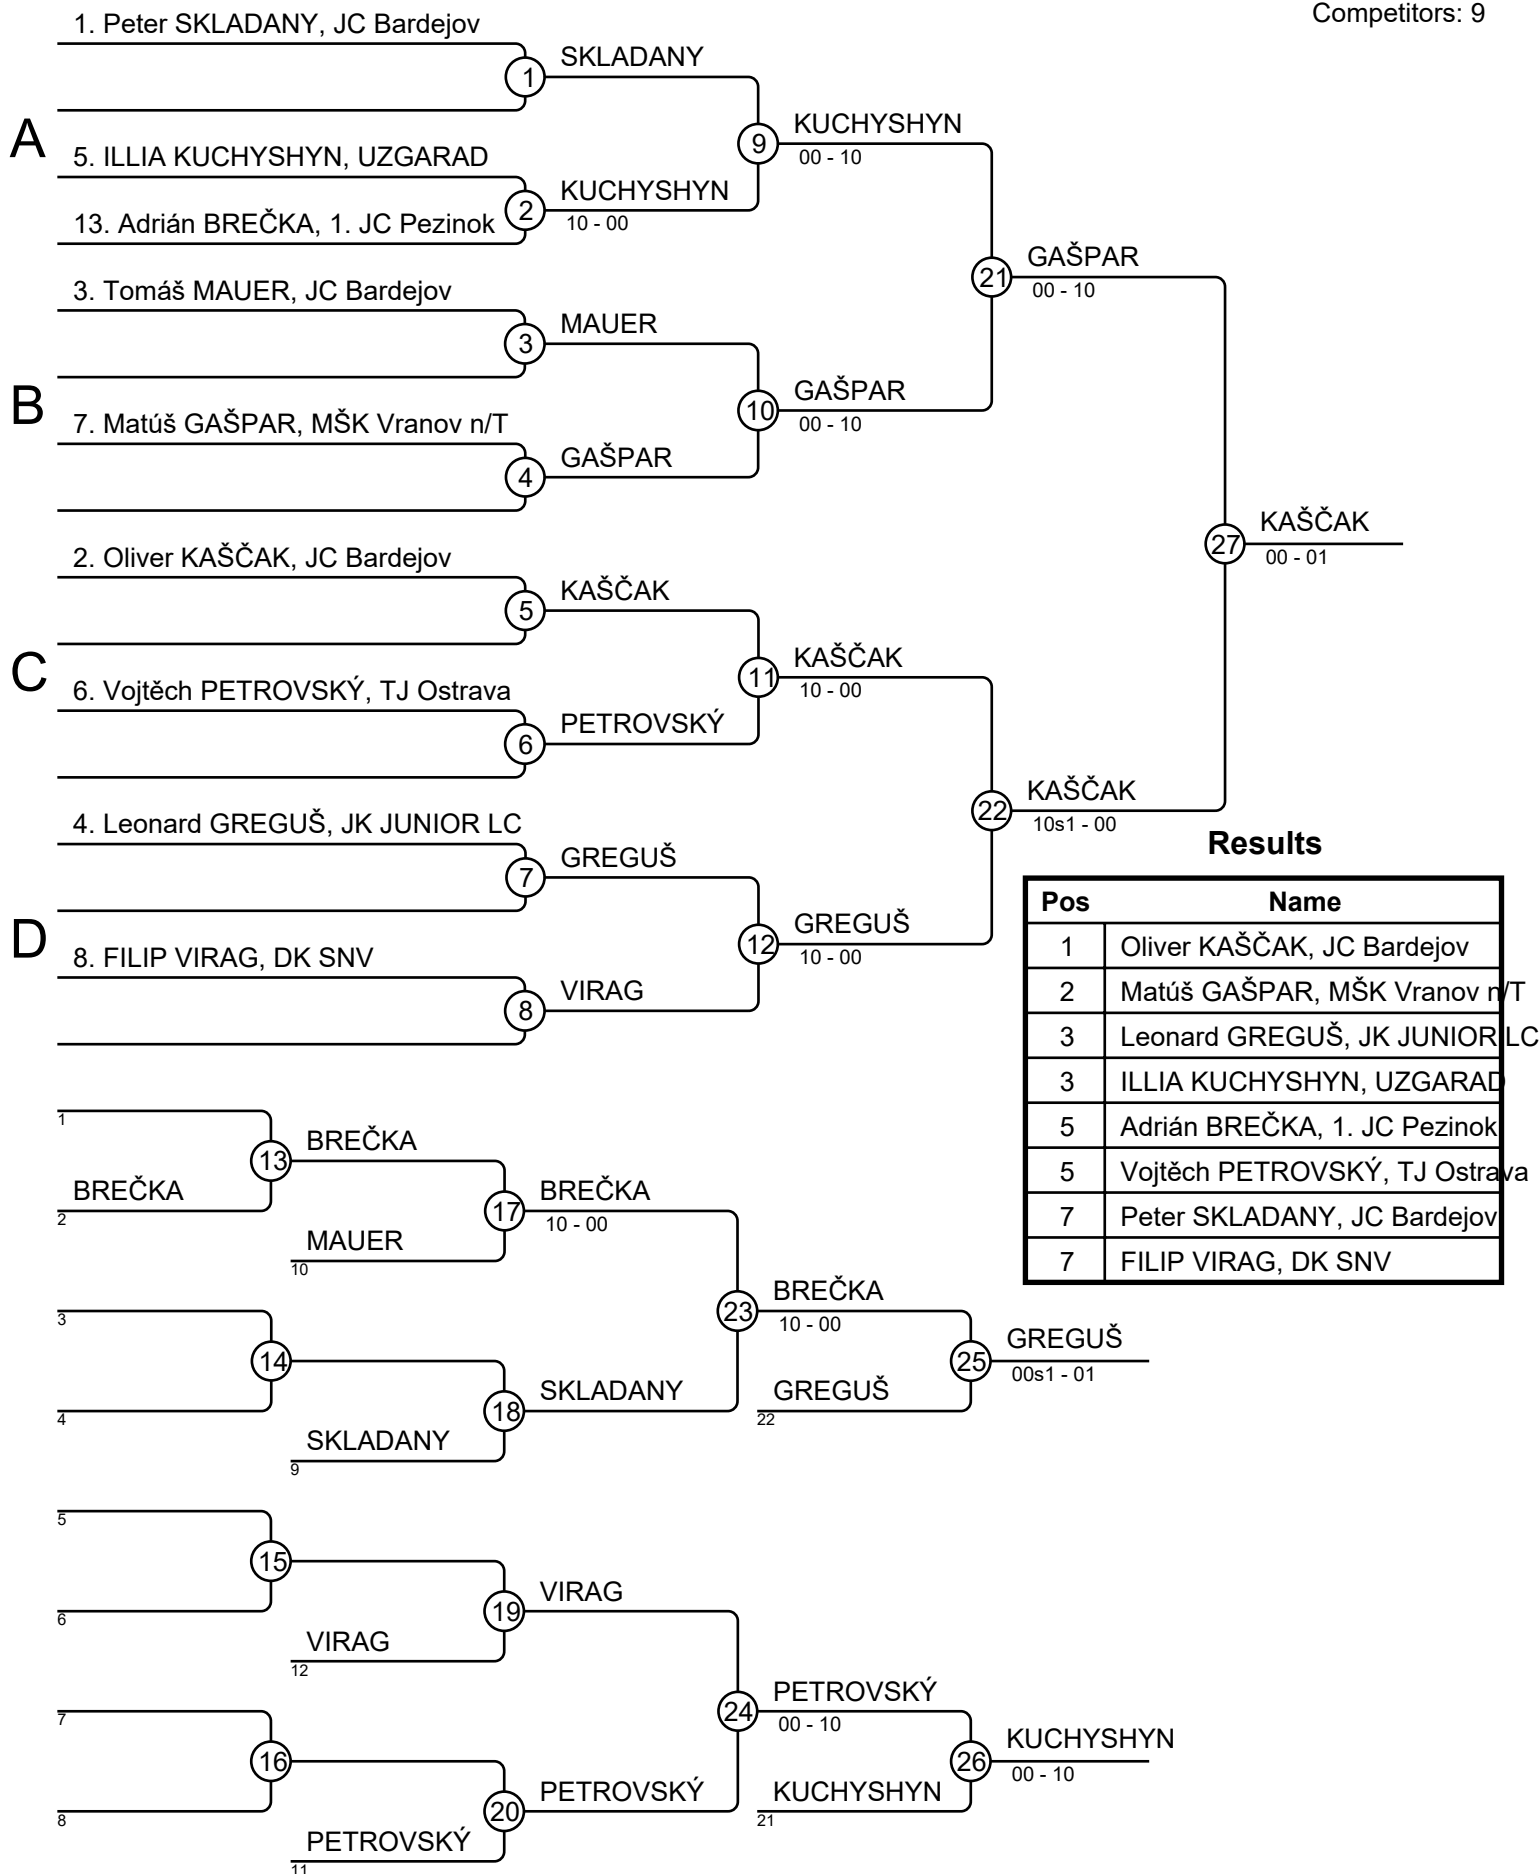 Competitors: 9
1. Peter SKLADANY, JC Bardejov
1
SKLADANY
A
5. ILLIA KUCHYSHYN, UZGARAD
2
KUCHYSHYN
10 - 00
13. Adrián BREČKA, 1. JC Pezinok
9
KUCHYSHYN
00 - 10
3. Tomáš MAUER, JC Bardejov
3
MAUER
B
7. Matúš GAŠPAR, MŠK Vranov n/T
4
GAŠPAR
10
GAŠPAR
00 - 10
21
GAŠPAR
00 - 10
2. Oliver KAŠČAK, JC Bardejov
5
KAŠČAK
C
6. Vojtěch PETROVSKÝ, TJ Ostrava
6
PETROVSKÝ
11
KAŠČAK
10 - 00
4. Leonard GREGUŠ, JK JUNIOR LC
7
GREGUŠ
D
8. FILIP VIRAG, DK SNV
8
VIRAG
12
GREGUŠ
10 - 00
22
KAŠČAK
10s1 - 00
27
KAŠČAK
00 - 01
Results
Pos Name
1 Oliver KAŠČAK, JC Bardejov
2 Matúš GAŠPAR, MŠK Vranov n/T
3 Leonard GREGUŠ, JK JUNIOR LC
3 ILLIA KUCHYSHYN, UZGARAD
5 Adrián BREČKA, 1. JC Pezinok
5 Vojtěch PETROVSKÝ, TJ Ostrava
7 Peter SKLADANY, JC Bardejov
7 FILIP VIRAG, DK SNV
1
13
BREČKA
BREČKA
2
17
BREČKA
10 - 00
MAUER
10
3
14
4
18
SKLADANY
SKLADANY
9
23
BREČKA
10 - 00
GREGUŠ
22
25
GREGUŠ
00s1 - 01
5
15
6
19
VIRAG
VIRAG
12
7
16
8
20
PETROVSKÝ
PETROVSKÝ
11
24
PETROVSKÝ
00 - 10
KUCHYSHYN
21
26
KUCHYSHYN
00 - 10